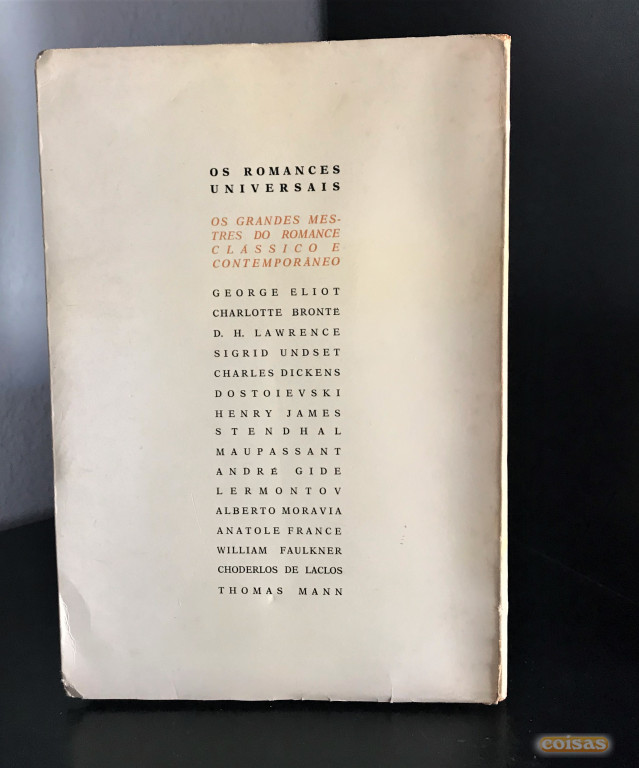 OS ROMANCES
UNIVERSAIS
OS GRANDES MES-
TRES DO ROMANCE
CLÁSSICO E
CONTEMPORÂNEO
GEORGE ELIOT
CHARLOTTE BRONTË
D. H. LAWRENCE
SIGRID UNDSET
CHARLES DICKENS
DOSTOIEVSKI
HENRY JAMES
STENDHAL
MAUPASSANT
ANDRÉ GIDE
LERMONTOV
ALBERTO MORAVIA
ANATOLE FRANCE
WILLIAM FAULKNER
CHODERLOS DE LACLOS
THOMAS MANN
coisas